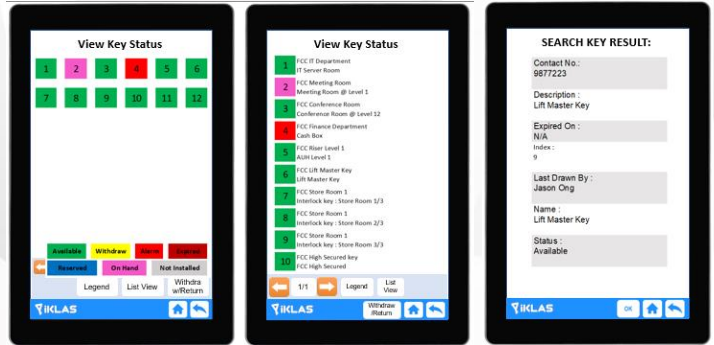 View Key Status
1 2 3 4 5 6
7 8 9 10 11 12
Available Withdraw Alarm Expired
Reserved On Hand Not Installed
Legend List View Withdra
w/Return
iKLAS
View Key Status
1 FCC IT Department
IT Server Room
2 FCC Meeting Room
Meeting Room @ Level 1
3 FCC Conference Room
Conference Room @ Level 12
4 FCC Finance Department
Cash Box
5 FCC Riser Level 1
AUH Level 1
6 FCC Lift Master Key
Lift Master Key
7 FCC Store Room 1
Interlock key : Store Room 1/3
8 FCC Store Room 1
Interlock key : Store Room 2/3
9 FCC Store Room 1
Interlock key : Store Room 3/3
10 FCC High Secured key
FCC High Secured
1/1 Legend List
View
iKLAS Withdraw
/Return
SEARCH KEY RESULT:
Contact No.:
9877223
Description :
Lift Master Key
Expired On :
N/A
Index :
9
Last Drawn By :
Jason Ong
Name :
Lift Master Key
Status :
Available
iKLAS OK